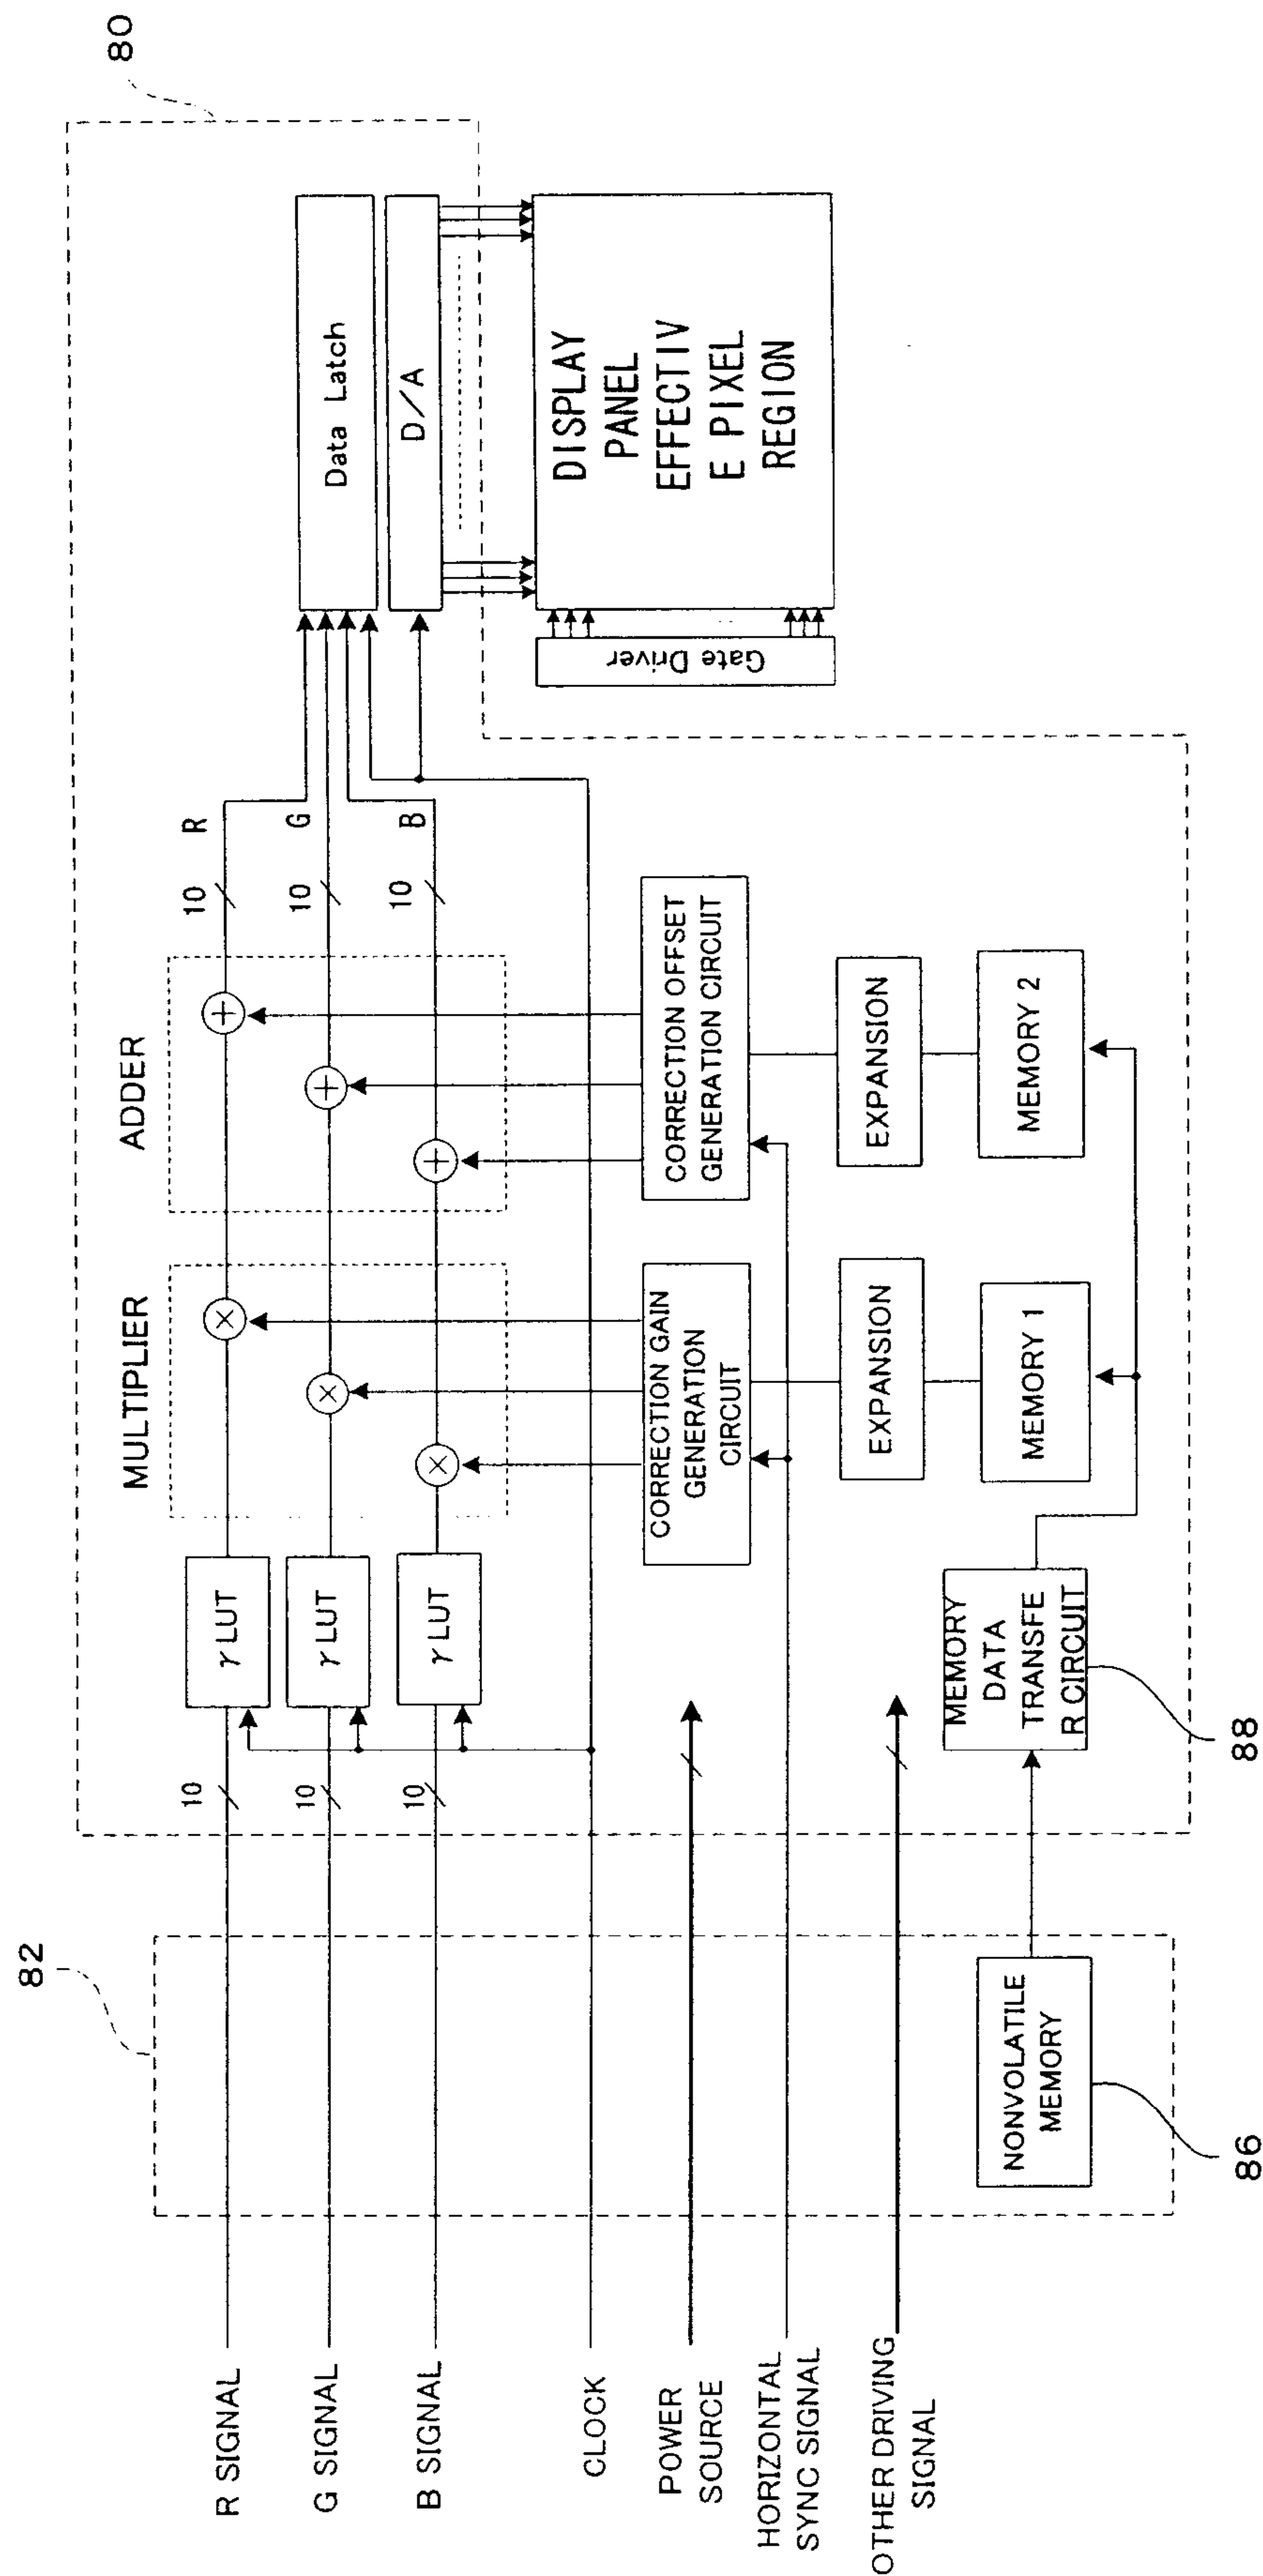 80
82
R SIGNAL
G SIGNAL
B SIGNAL
CLOCK
POWER
SOURCE
HORIZONTAL
SYNC SIGNAL
OTHER DRIVING
SIGNAL
10
10
10
γ LUT
γ LUT
γ LUT
MULTIPLIER
×
×
×
ADDER
+
+
+
10
10
10
R
G
B
Data Latch
D/A
DISPLAY
PANEL
EFFECTIV
E PIXEL
REGION
Gate Driver
CORRECTION GAIN
GENERATION
CIRCUIT
CORRECTION OFFSET
GENERATION CIRCUIT
EXPANSION
EXPANSION
MEMORY 1
MEMORY 2
MEMORY
DATA
TRANSFE
R CIRCUIT
88
NONVOLATILE
MEMORY
86